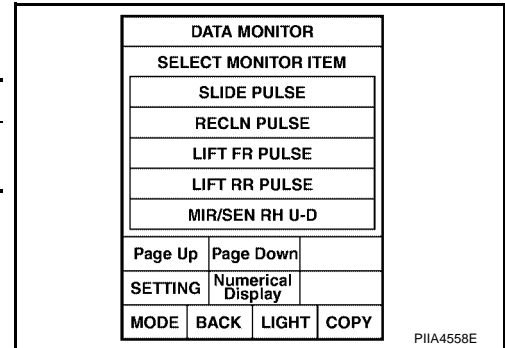 DATA MONITOR
SELECT MONITOR ITEM
SLIDE PULSE
RECLN PULSE
LIFT FR PULSE
LIFT RR PULSE
MIR/SEN RH U-D
Page Up Page Down
SETTING Numerical Display
MODE BACK LIGHT COPY
PIIA4558E